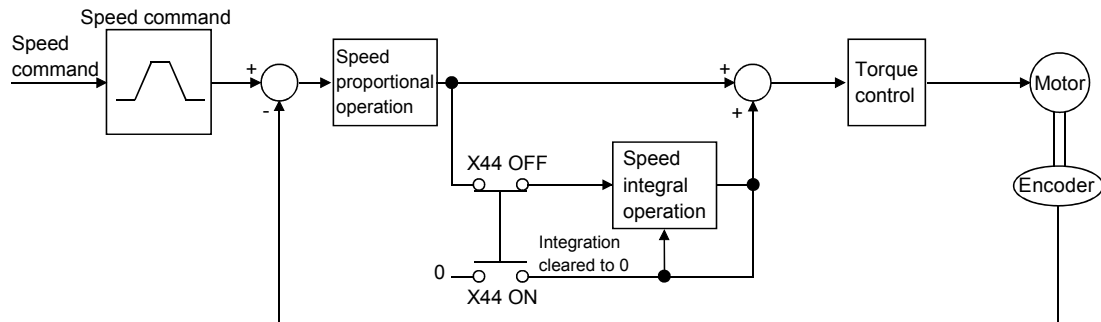 Speed command
Speed
command
+
-
Speed
proportional
operation
+
+
Torque
control
Motor
Encoder
X44 OFF
Speed
integral
operation
Integration
cleared to 0
0
X44 ON